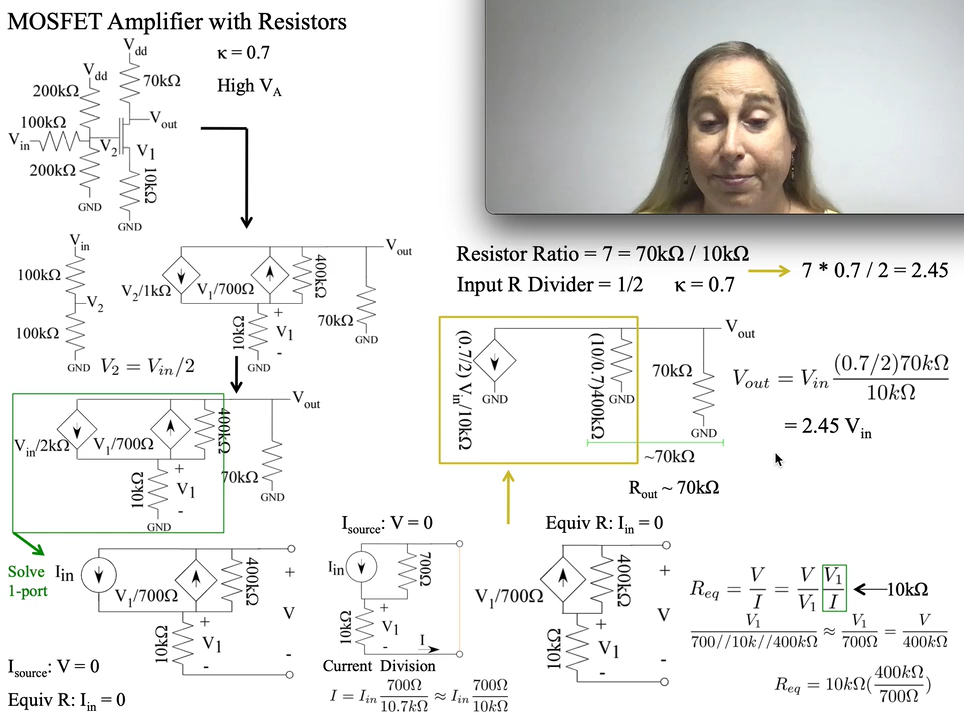 MOSFET Amplifier with Resistors
V_dd
κ = 0.7
High V_A
V_dd
70kΩ
200kΩ
100kΩ
V_out
V_in
V_2
V_1
200kΩ
10kΩ
GND
GND
V_in
100kΩ
V_2
100kΩ
GND
V_2 = V_in/2
V_out
V_2/1kΩ
V_1/700Ω
400kΩ
10kΩ
+
V_1
-
70kΩ
GND
GND
Resistor Ratio = 7 = 70kΩ / 10kΩ
Input R Divider = 1/2 κ = 0.7
7 * 0.7 / 2 = 2.45
V_out
V_in/2kΩ
V_1/700Ω
400kΩ
10kΩ
+
V_1
-
70kΩ
GND
GND
(0.7/2) V_in/10kΩ
GND
(10/0.7)400kΩ
GND
70kΩ
GND
V_out
~70kΩ
R_out ~ 70kΩ
V_out = V_in (0.7/2)70kΩ / 10kΩ
= 2.45 V_in
Solve
1-port
I_in
V_1/700Ω
400kΩ
10kΩ
+
V_1
-
+
V
-
I_source: V = 0
Equiv R: I_in = 0
I_source: V = 0
I_in
700Ω
10kΩ
+
V_1
-
I
Current Division
I = I_in 700Ω / 10.7kΩ ≈ I_in 700Ω / 10kΩ
Equiv R: I_in = 0
V_1/700Ω
400kΩ
10kΩ
+
V1
-
+
V
-
R_eq = V / I = V / V_1 V_1 / I
10kΩ
V_1 / 700//10k//400kΩ ≈ V_1 / 700Ω = V / 400kΩ
R_eq = 10kΩ(400kΩ / 700Ω)